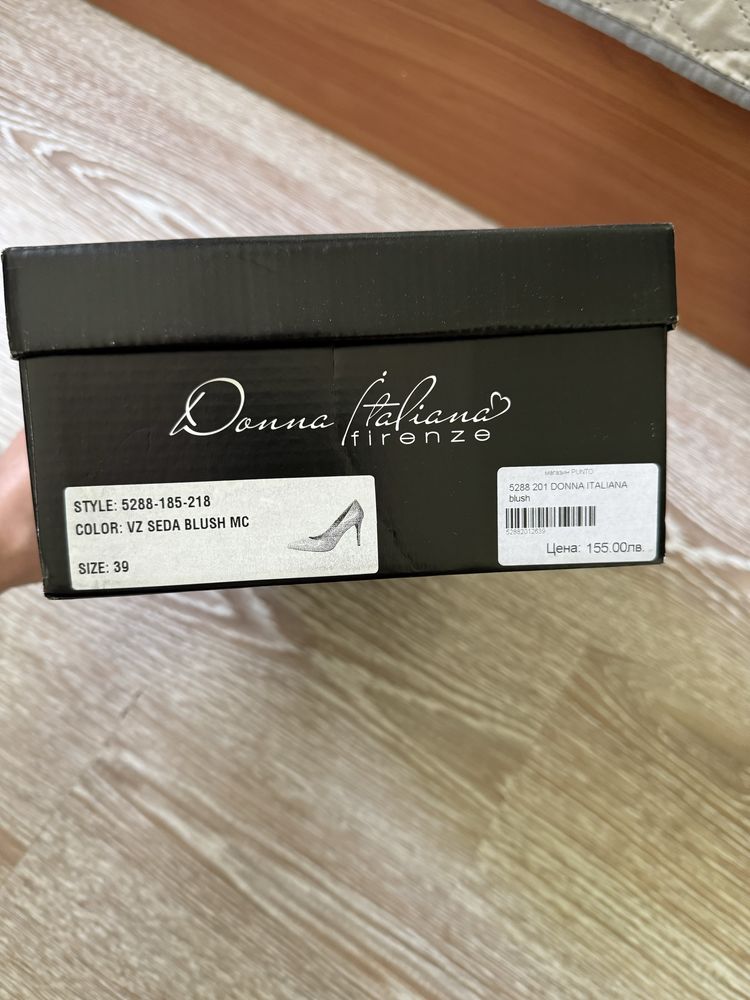 Donna Italiana
firenze
STYLE: 5288-185-218
COLOR: VZ SEDA BLUSH MC
SIZE: 39
магазин PUNTO
5288 201 DONNA ITALIANA
blush
52882012639
Цена: 155.00лв.